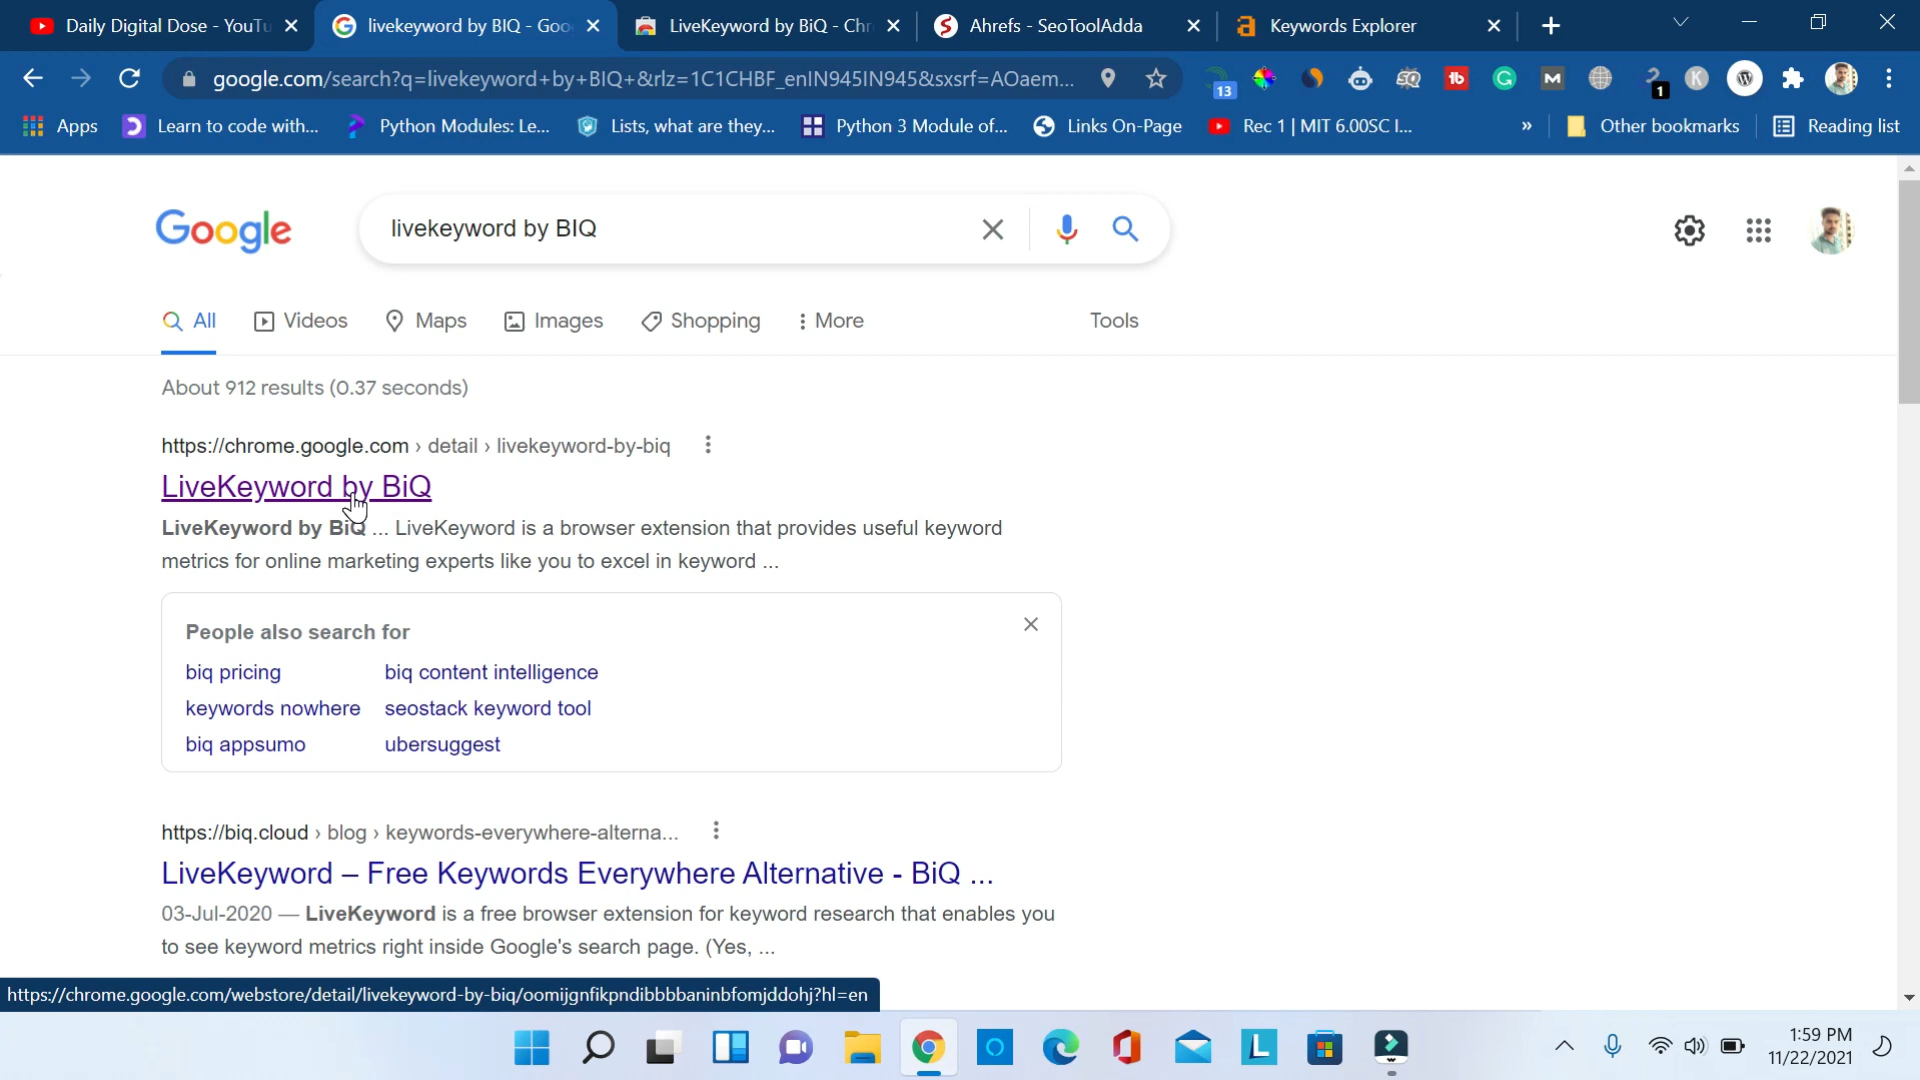 Daily Digital Dose - YouTu
livekeyword by BIQ - Goo
LiveKeyword by BiQ - Chr
Ahrefs - SeoToolAdda
Keywords Explorer
google.com/search?q=livekeyword+by+BIQ+&rlz=1C1CHBF_enIN945IN945&sxsrf=AOaem...
13
1
Apps
Learn to code with...
Python Modules: Le...
Lists, what are they,...
Python 3 Module of...
Links On-Page
Rec 1 | MIT 6.00SC I...
»
Other bookmarks
Reading list
Google
livekeyword by BIQ
All
Videos
Maps
Images
Shopping
More
Tools
About 912 results (0.37 seconds)
https://chrome.google.com › detail › livekeyword-by-biq
LiveKeyword by BiQ
LiveKeyword by BiQ ... LiveKeyword is a browser extension that provides useful keyword
metrics for online marketing experts like you to excel in keyword ...
People also search for
biq pricing
biq content intelligence
keywords nowhere
seostack keyword tool
biq appsumo
ubersuggest
https://biq.cloud › blog › keywords-everywhere-alterna...
LiveKeyword – Free Keywords Everywhere Alternative - BiQ ...
03-Jul-2020 — LiveKeyword is a free browser extension for keyword research that enables you
to see keyword metrics right inside Google's search page. (Yes, ...
https://chrome.google.com/webstore/detail/livekeyword-by-biq/oomijgnfikpndibbbbaninbfomjddohj?hl=en
1:59 PM
11/22/2021